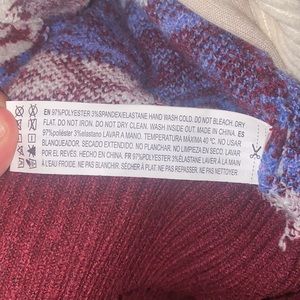 EN 97%POLYESTER 3%SPANDEX/ELASTANE HAND WASH COLD. DO NOT BLEACH. DRY
FLAT. DO NOT IRON. DO NOT DRY CLEAN. WASH INSIDE OUT. MADE IN CHINA. ES
97%poliéster 3%elastano LAVAR A MANO. TEMPERATURA MÁXIMA 40 °C. NO USAR
BLANQUEADOR. SECADO EXTENDIDO. NO PLANCHAR. NO LIMPIEZA EN SECO. LAVAR
POR EL REVÉS. HECHO EN CHINA. FR 97%POLYESTER 3%ÉLASTANE LAVER À LA MAIN
À L'EAU FROIDE. NE PAS BLANCHIR. SÉCHER À PLAT. NE PAS REPASSER. NE PAS NETTOYER